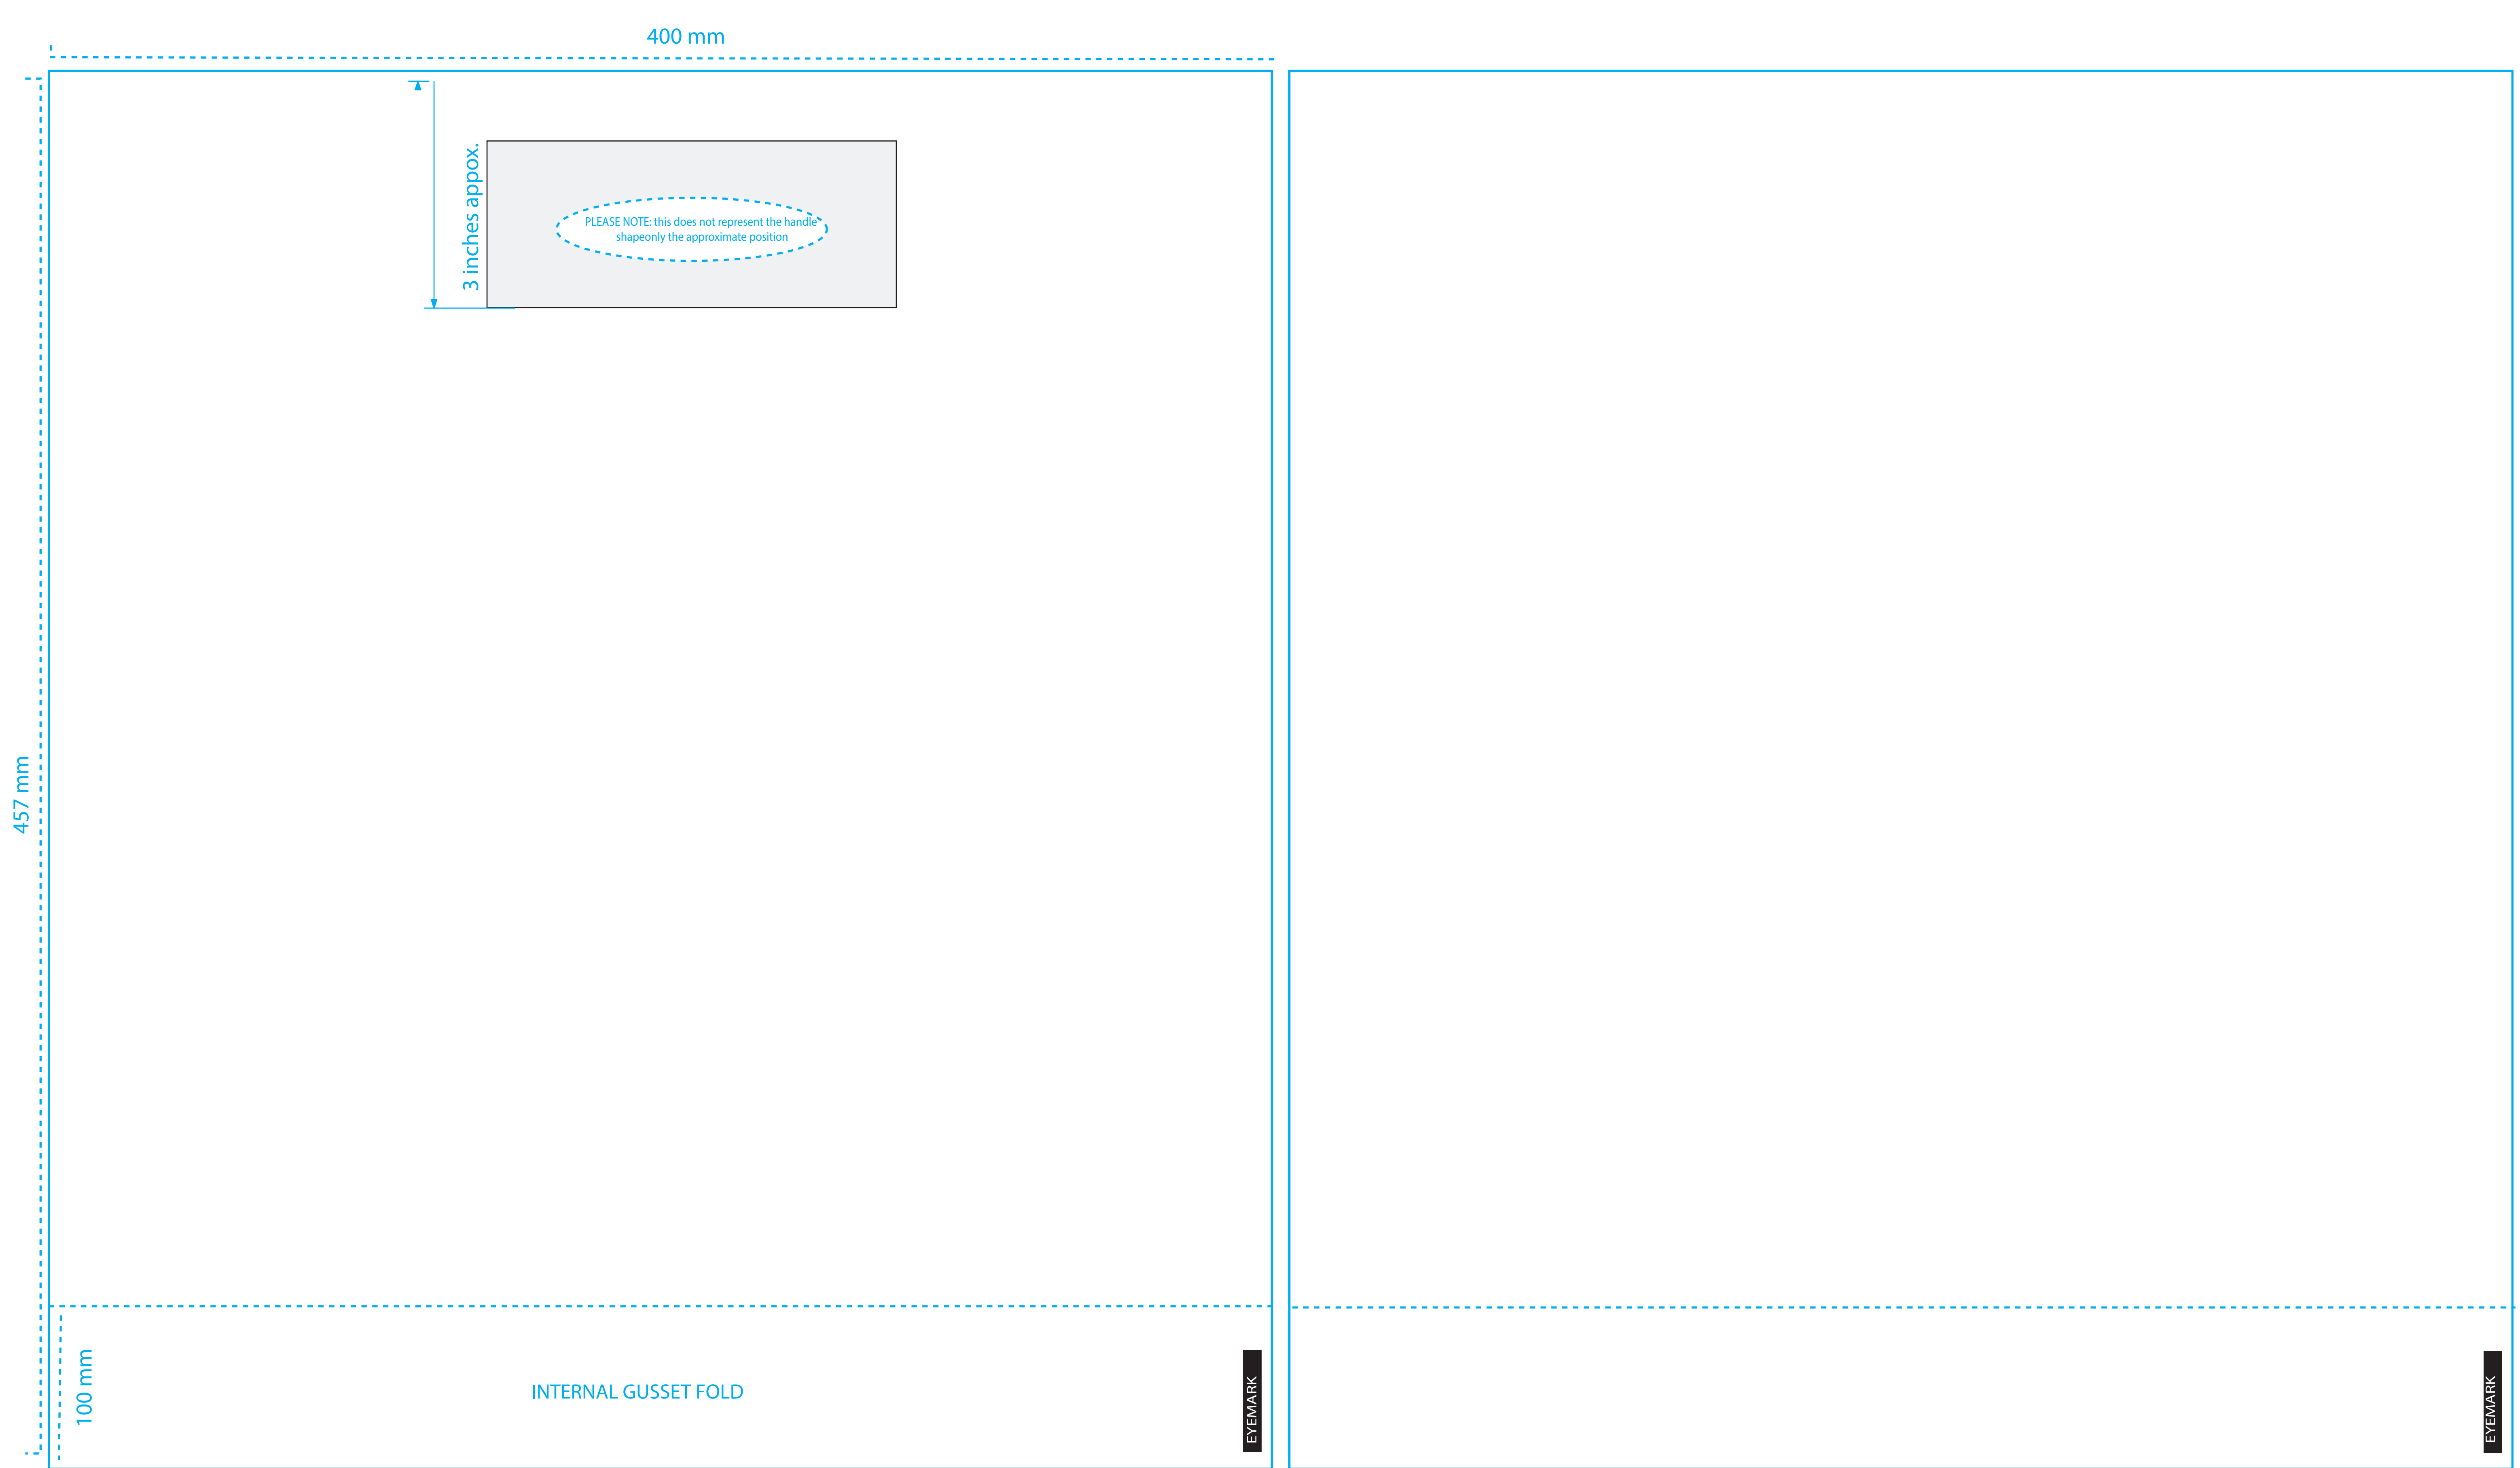 400 mm
3 inches appox.
PLEASE NOTE: this does not represent the handle
shapeonly the approximate position
457 mm
100 mm
INTERNAL GUSSET FOLD
EYEMARK
EYEMARK